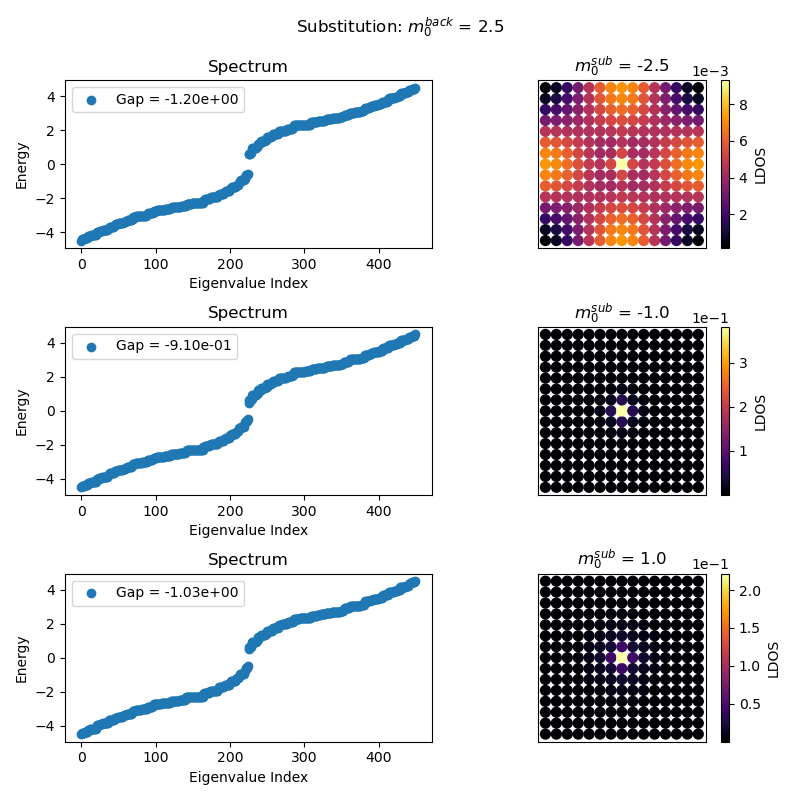 Substitution: $m_0^{back}$ = 2.5
Spectrum
Gap = -1.20e+00
Energy
4
2
0
−2
−4
0 100 200 300 400
Eigenvalue Index
$m_0^{sub}$ = -2.5
1e−3
8
6
4
2
LDOS
Spectrum
Gap = -9.10e-01
Energy
4
2
0
−2
−4
0 100 200 300 400
Eigenvalue Index
$m_0^{sub}$ = -1.0
1e−1
3
2
1
LDOS
Spectrum
Gap = -1.03e+00
Energy
4
2
0
−2
−4
0 100 200 300 400
Eigenvalue Index
$m_0^{sub}$ = 1.0
1e−1
2.0
1.5
1.0
0.5
LDOS